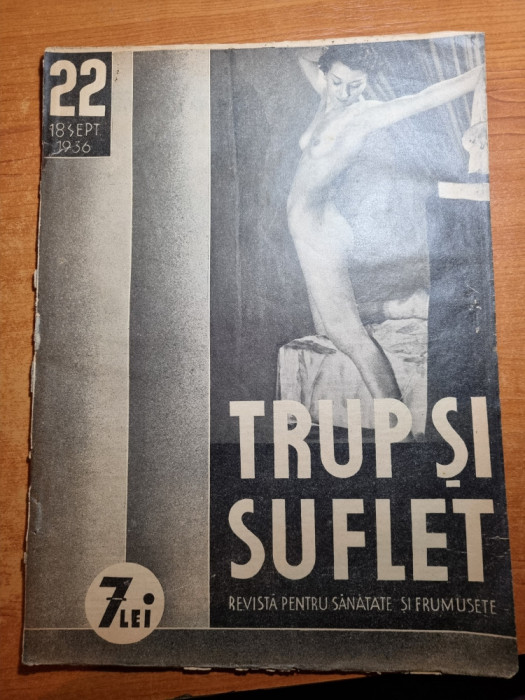 22
18 SEPT.
1936
TRUP ȘI
SUFLET
REVISTĂ PENTRU SĂNĂTATE ȘI FRUMUSEȚE
7 LEI